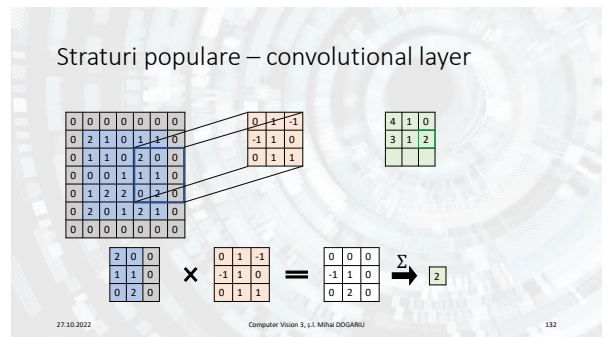 Straturi populare – convolutional layer
0 0 0 0 0 0 0
0 2 1 0 1 1 0
0 1 1 0 2 0 0
0 0 0 1 1 1 0
0 1 2 2 0 2 0
0 2 0 1 2 1 0
0 0 0 0 0 0 0
0 1 -1
-1 1 0
0 1 1
4 1 0
3 1 2
2 0 0
1 1 0
0 2 0
×
0 1 -1
-1 1 0
0 1 1
=
0 0 0
-1 1 0
0 2 0
Σ
2
27.10.2022
Computer Vision 3, ș.l. Mihai DOGARIU
132